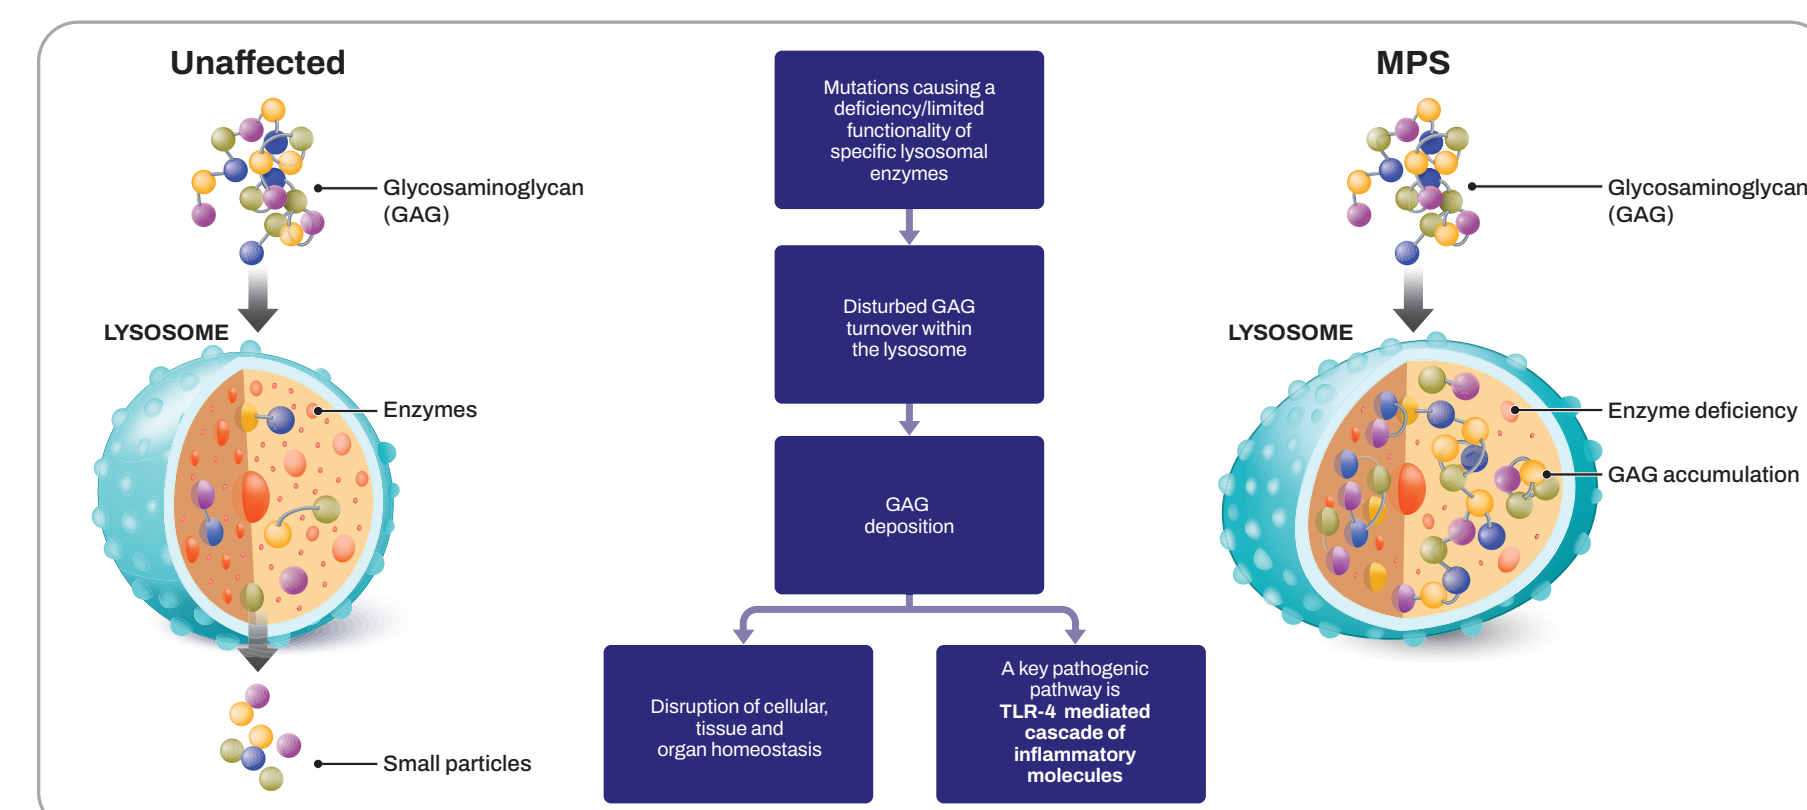 Unaffected
Glycosaminoglycan
(GAG)
LYSOSOME
Enzymes
Small particles
Mutations causing a
deficiency/limited
functionality of
specific lysosomal
enzymes
Disturbed GAG
turnover within
the lysosome
GAG
deposition
Disruption of cellular,
tissue and
organ homeostasis
A key pathogenic
pathway is
TLR-4 mediated
cascade of
inflammatory
molecules
MPS
Glycosaminoglycan
(GAG)
LYSOSOME
Enzyme deficiency
GAG accumulation